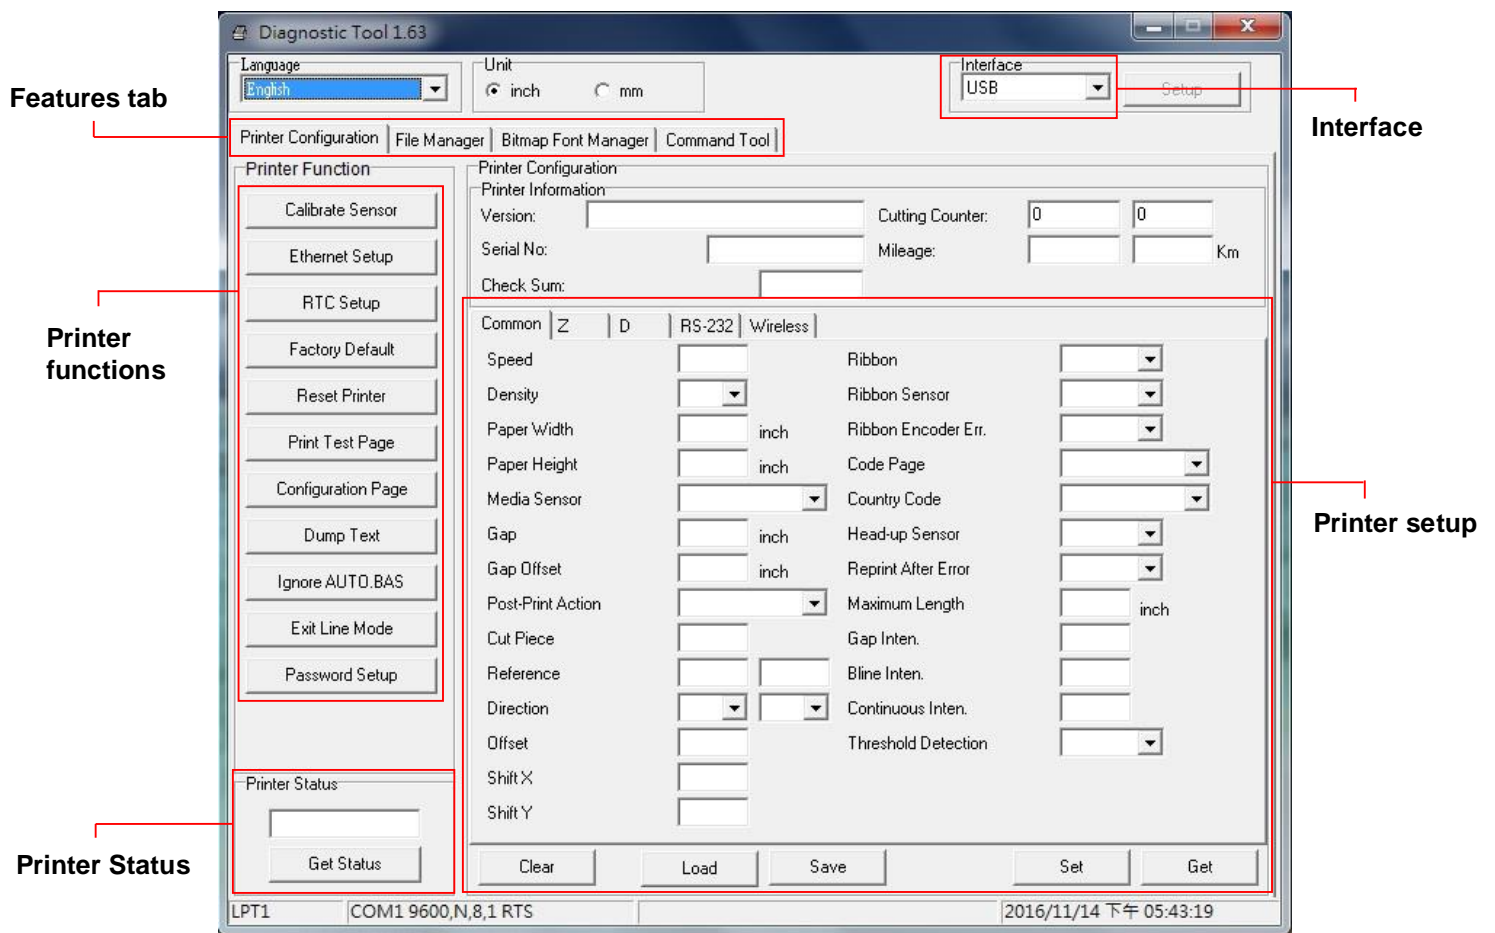 Diagnostic Tool 1.63
Language
English
Unit
inch
mm
Interface
USB
Setup
Features tab
Interface
Printer Configuration
File Manager
Bitmap Font Manager
Command Tool
Printer Function
Calibrate Sensor
Ethernet Setup
RTC Setup
Factory Default
Reset Printer
Print Test Page
Configuration Page
Dump Text
Ignore AUTO.BAS
Exit Line Mode
Password Setup
Printer functions
Printer Configuration
Printer Information
Version:
Cutting Counter: 0 0
Serial No:
Mileage: Km
Check Sum:
Common Z D RS-232 Wireless
Speed
Density
Paper Width inch
Paper Height inch
Media Sensor
Gap inch
Gap Offset inch
Post-Print Action
Cut Piece
Reference
Direction
Offset
Shift X
Shift Y
Ribbon
Ribbon Sensor
Ribbon Encoder Err.
Code Page
Country Code
Head-up Sensor
Reprint After Error
Maximum Length inch
Gap Inten.
Bline Inten.
Continuous Inten.
Threshold Detection
Printer setup
Printer Status
Get Status
Printer Status
Clear
Load
Save
Set
Get
LPT1
COM1 9600,N,8,1 RTS
2016/11/14 下午 05:43:19